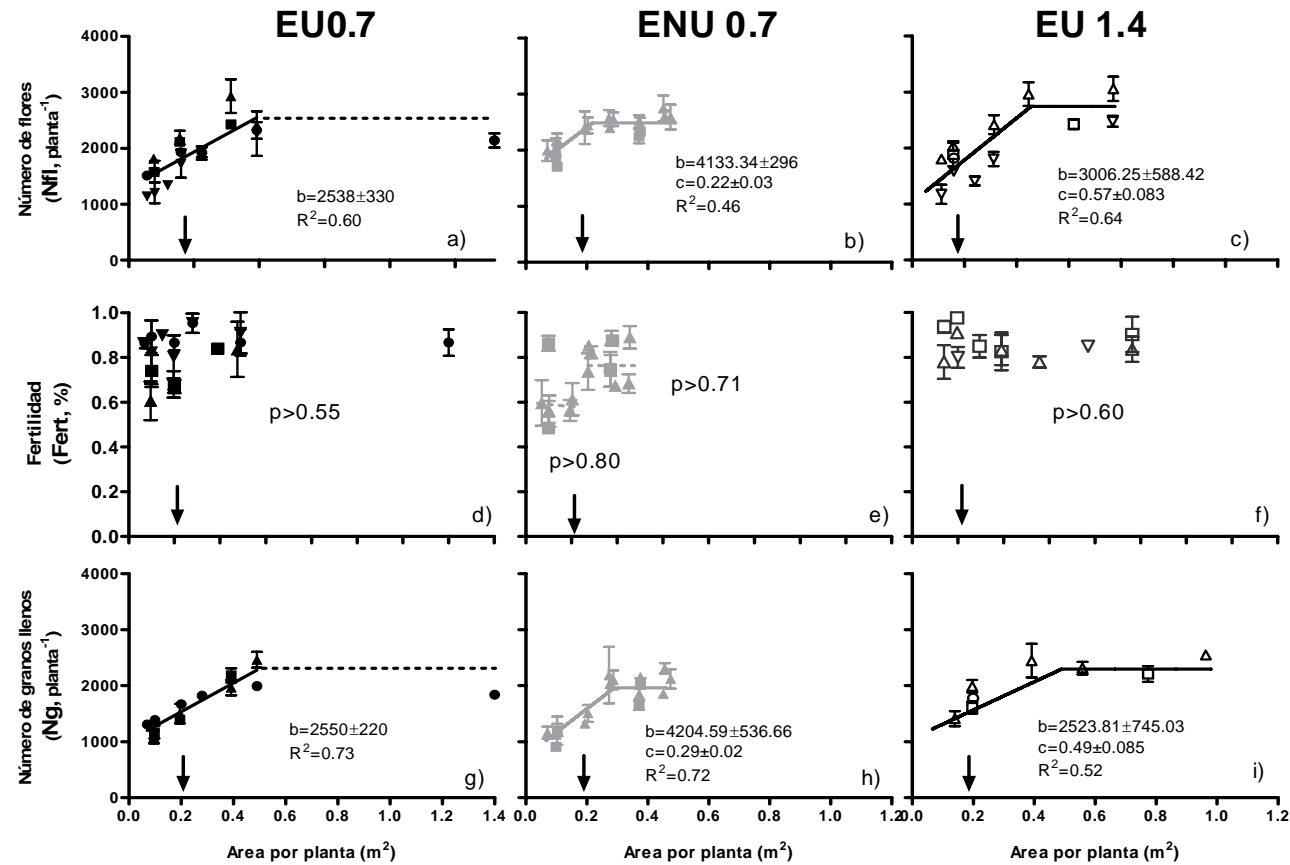 EU0.7
ENU 0.7
EU 1.4
Número de flores
(Nfl, planta-1)
4000
3000
2000
1000
0
b=2538±330
R2=0.60
a)
b=4133.34±296
c=0.22±0.03
R2=0.46
b)
b=3006.25±588.42
c=0.57±0.083
R2=0.64
c)
Fertilidad
(Fert, %)
1.0
0.8
0.6
0.4
0.2
0.0
p>0.55
d)
p>0.71
p>0.80
e)
p>0.60
f)
Número de granos llenos
(Ng, planta-1)
4000
3000
2000
1000
0
b=2550±220
R2=0.73
g)
b=4204.59±536.66
c=0.29±0.02
R2=0.72
h)
b=2523.81±745.03
c=0.49±0.085
R2=0.52
i)
0.0 0.2 0.4 0.6 0.8 1.0 1.2 1.4
0.0 0.2 0.4 0.6 0.8 1.0 1.2
0.0 0.2 0.4 0.6 0.8 1.0 1.2
Area por planta (m2)
Area por planta (m2)
Area por planta (m2)